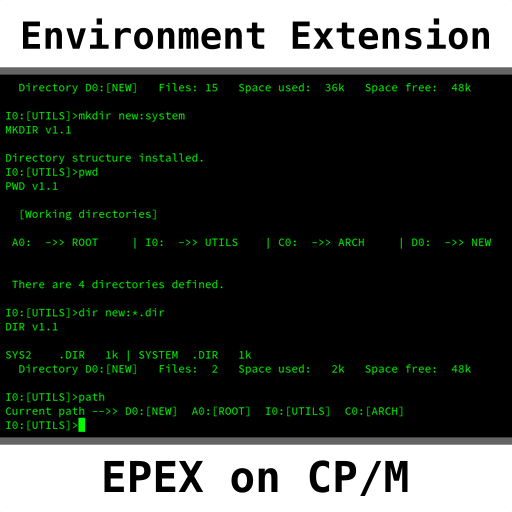 Environment Extension
Directory D0:[NEW]   Files: 15   Space used:  36k   Space free:  48k
I0:[UTILS]>mkdir new:system
MKDIR v1.1
Directory structure installed.
I0:[UTILS]>pwd
PWD v1.1
[Working directories]
A0:  ->> ROOT     | I0:  ->> UTILS    | C0:  ->> ARCH     | D0:  ->> NEW
There are 4 directories defined.
I0:[UTILS]>dir new:*.dir
DIR v1.1
SYS2    .DIR   1k | SYSTEM  .DIR   1k
Directory D0:[NEW]   Files:  2   Space used:   2k   Space free:  48k
I0:[UTILS]>path
Current path -->> D0:[NEW]  A0:[ROOT]  I0:[UTILS]  C0:[ARCH]
I0:[UTILS]>
EPEX on CP/M